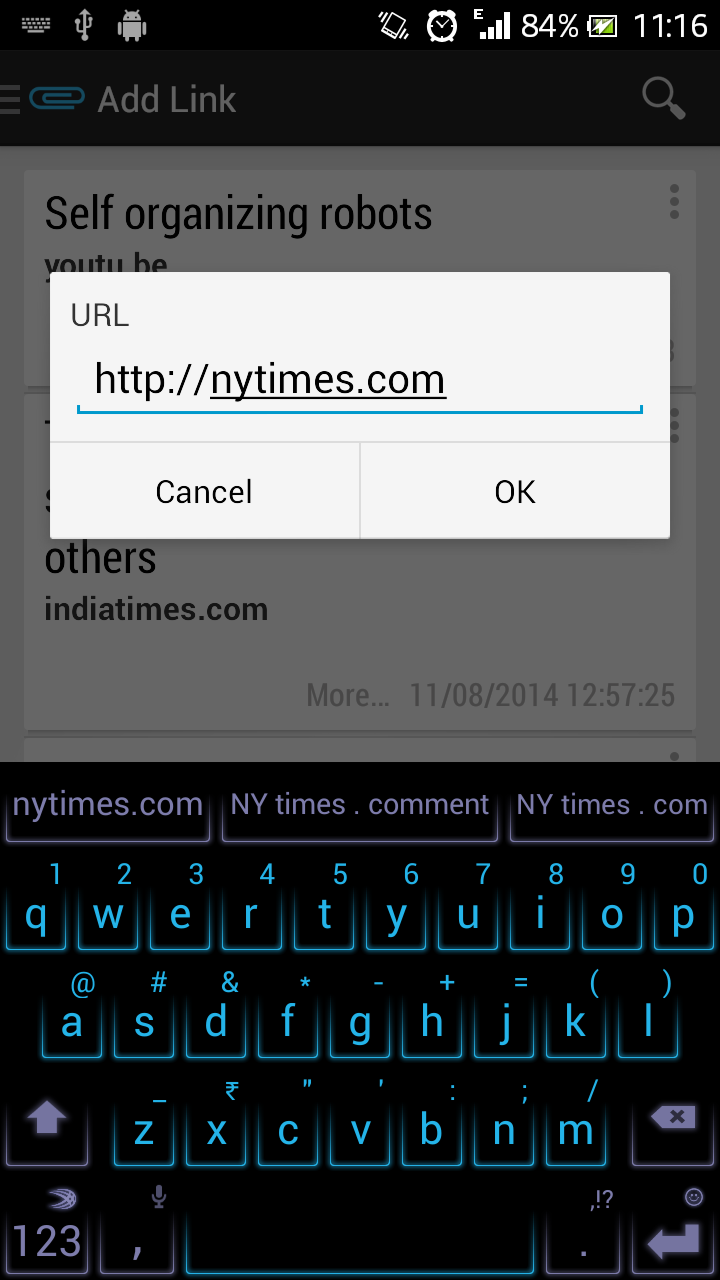 E 84% 11:16
Add Link
Self organizing robots
youtu.be
URL
http://nytimes.com
Cancel OK
others
indiatimes.com
More... 11/08/2014 12:57:25
nytimes.com NY times . comment NY times . com
1 2 3 4 5 6 7 8 9 0
q w e r t y u i o p
@ # & * - + = ( )
a s d f g h j k l
_ ₹ " ' : ; /
z x c v b n m
,!?
123 , .